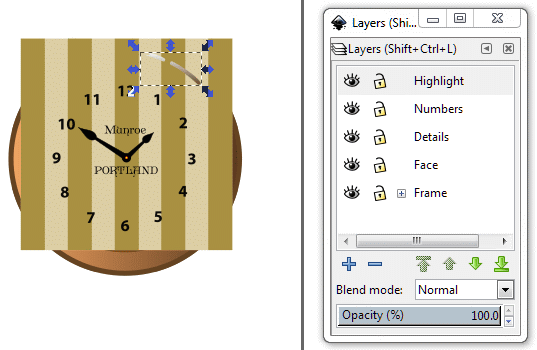 12
1
2
3
4
5
6
7
8
9
10
11
Manroe
PORTLAND
Layers (Shi...
Layers (Shift+Ctrl+L)
Highlight
Numbers
Details
Face
Frame
Blend mode: Normal
Opacity (%) 100.0